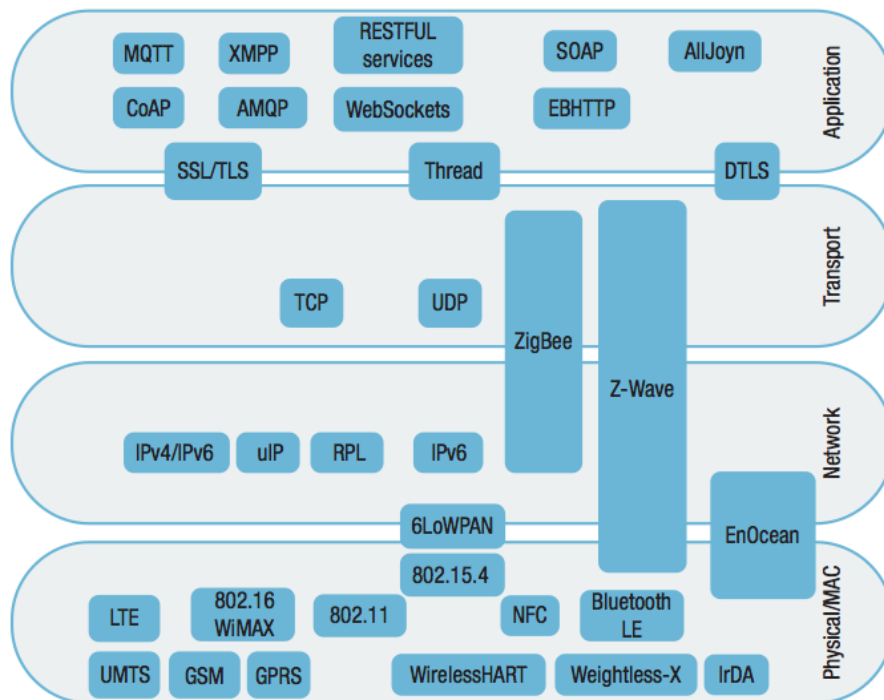 RESTFUL
services
MQTT
XMPP
SOAP
AllJoyn
CoAP
AMQP
WebSockets
EBHTTP
Application
SSL/TLS
Thread
DTLS
Transport
TCP
UDP
ZigBee
Z-Wave
Network
IPv4/IPv6
uIP
RPL
IPv6
6LoWPAN
EnOcean
802.15.4
Physical/MAC
LTE
802.16
WiMAX
802.11
NFC
Bluetooth
LE
UMTS
GSM
GPRS
WirelessHART
Weightless-X
IrDA